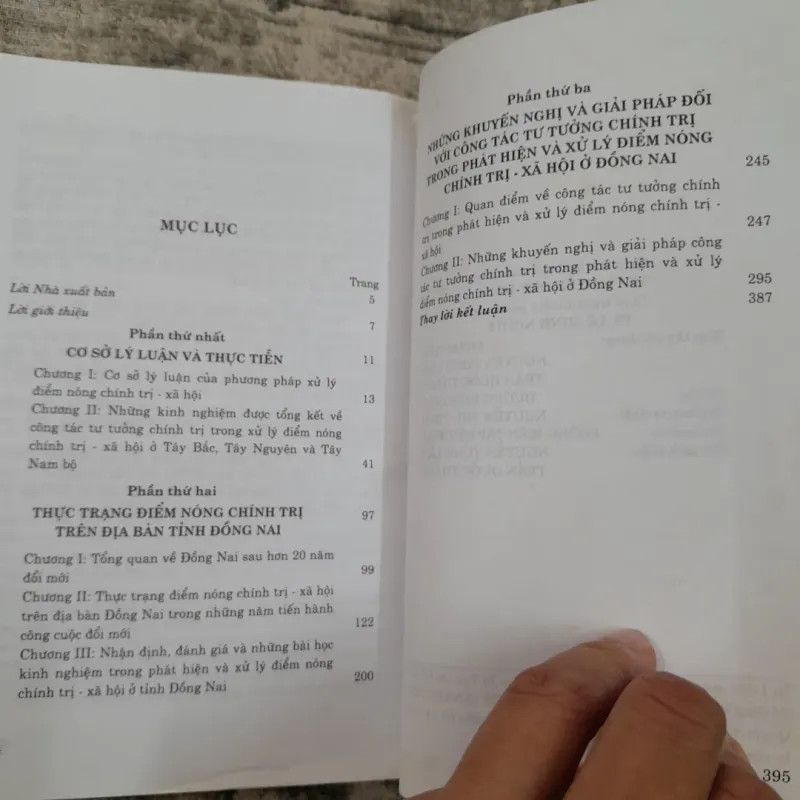 MỤC LỤC
Trang
Lời Nhà xuất bản 5
Lời giới thiệu 7
Phần thứ nhất
CƠ SỞ LÝ LUẬN VÀ THỰC TIỄN 11
Chương I: Cơ sở lý luận của phương pháp xử lý
điểm nóng chính trị - xã hội 13
Chương II: Những kinh nghiệm được tổng kết về
công tác tư tưởng chính trị trong xử lý điểm nóng
chính trị - xã hội ở Tây Bắc, Tây Nguyên và Tây
Nam bộ 41
Phần thứ hai
THỰC TRẠNG ĐIỂM NÓNG CHÍNH TRỊ
TRÊN ĐỊA BÀN TỈNH ĐỒNG NAI 97
Chương I: Tổng quan về Đồng Nai sau hơn 20 năm
đổi mới 99
Chương II: Thực trạng điểm nóng chính trị - xã hội
trên địa bàn Đồng Nai trong những năm tiến hành
công cuộc đổi mới 122
Chương III: Nhận định, đánh giá và những bài học
kinh nghiệm trong phát hiện và xử lý điểm nóng
chính trị - xã hội ở tỉnh Đồng Nai 200
Phần thứ ba
NHỮNG KHUYẾN NGHỊ VÀ GIẢI PHÁP ĐỐI
VỚI CÔNG TÁC TƯ TƯỞNG CHÍNH TRỊ
TRONG PHÁT HIỆN VÀ XỬ LÝ ĐIỂM NÓNG
CHÍNH TRỊ - XÃ HỘI Ở ĐỒNG NAI 245
Chương I: Quan điểm về công tác tư tưởng chính
trị trong phát hiện và xử lý điểm nóng chính trị -
xã hội 247
Chương II: Những khuyến nghị và giải pháp công
tác tư tưởng chính trị trong phát hiện và xử lý
điểm nóng chính trị - xã hội ở Đồng Nai 295
Thay lời kết luận 387
395